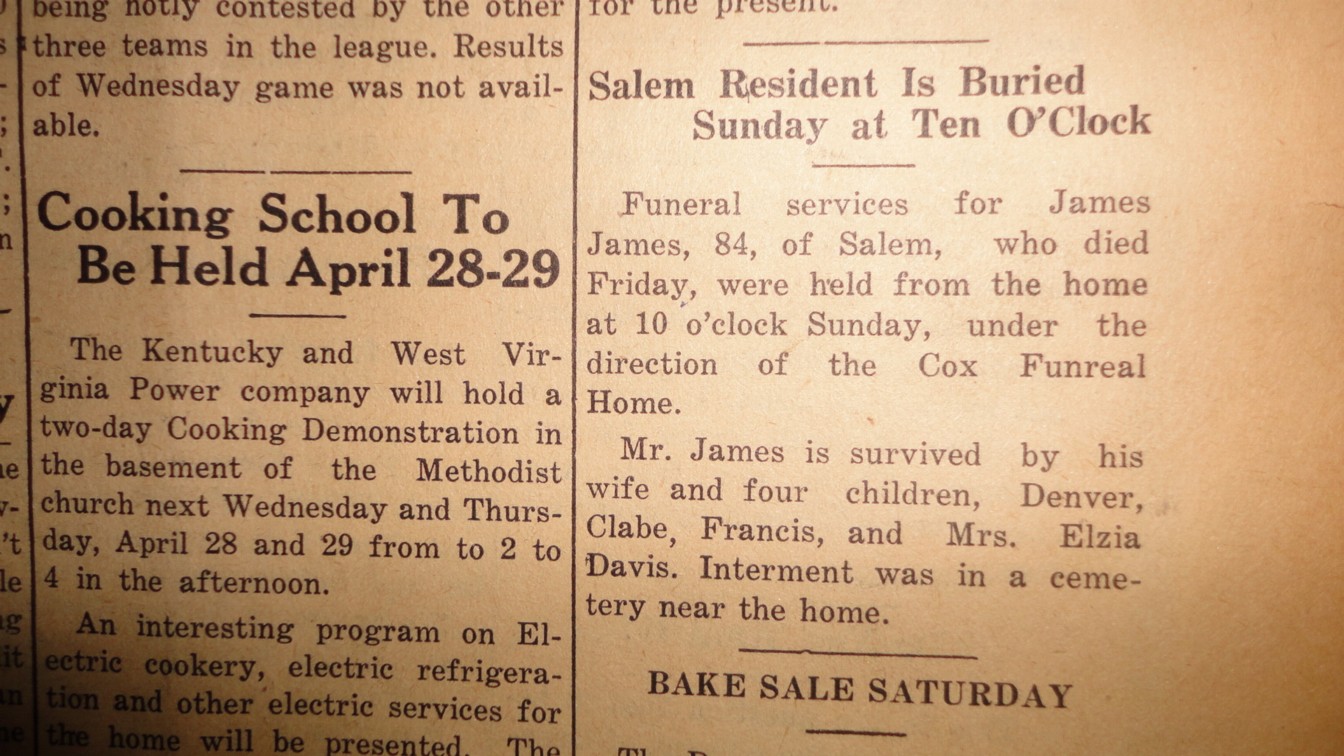 being hotly contested by the other
three teams in the league. Results
of Wednesday game was not avail-
able.
Cooking School To
Be Held April 28-29
The Kentucky and West Vir-
ginia Power company will hold a
two-day Cooking Demonstration in
the basement of the Methodist
church next Wednesday and Thurs-
day, April 28 and 29 from to 2 to
4 in the afternoon.
An interesting program on El-
ectric cookery, electric refrigera-
tion and other electric services for
the home will be presented. The
for the present.
Salem Resident Is Buried
Sunday at Ten O'Clock
Funeral services for James
James, 84, of Salem, who died
Friday, were held from the home
at 10 o'clock Sunday, under the
direction of the Cox Funreal
Home.
Mr. James is survived by his
wife and four children, Denver,
Clabe, Francis, and Mrs. Elzia
Davis. Interment was in a ceme-
tery near the home.
BAKE SALE SATURDAY